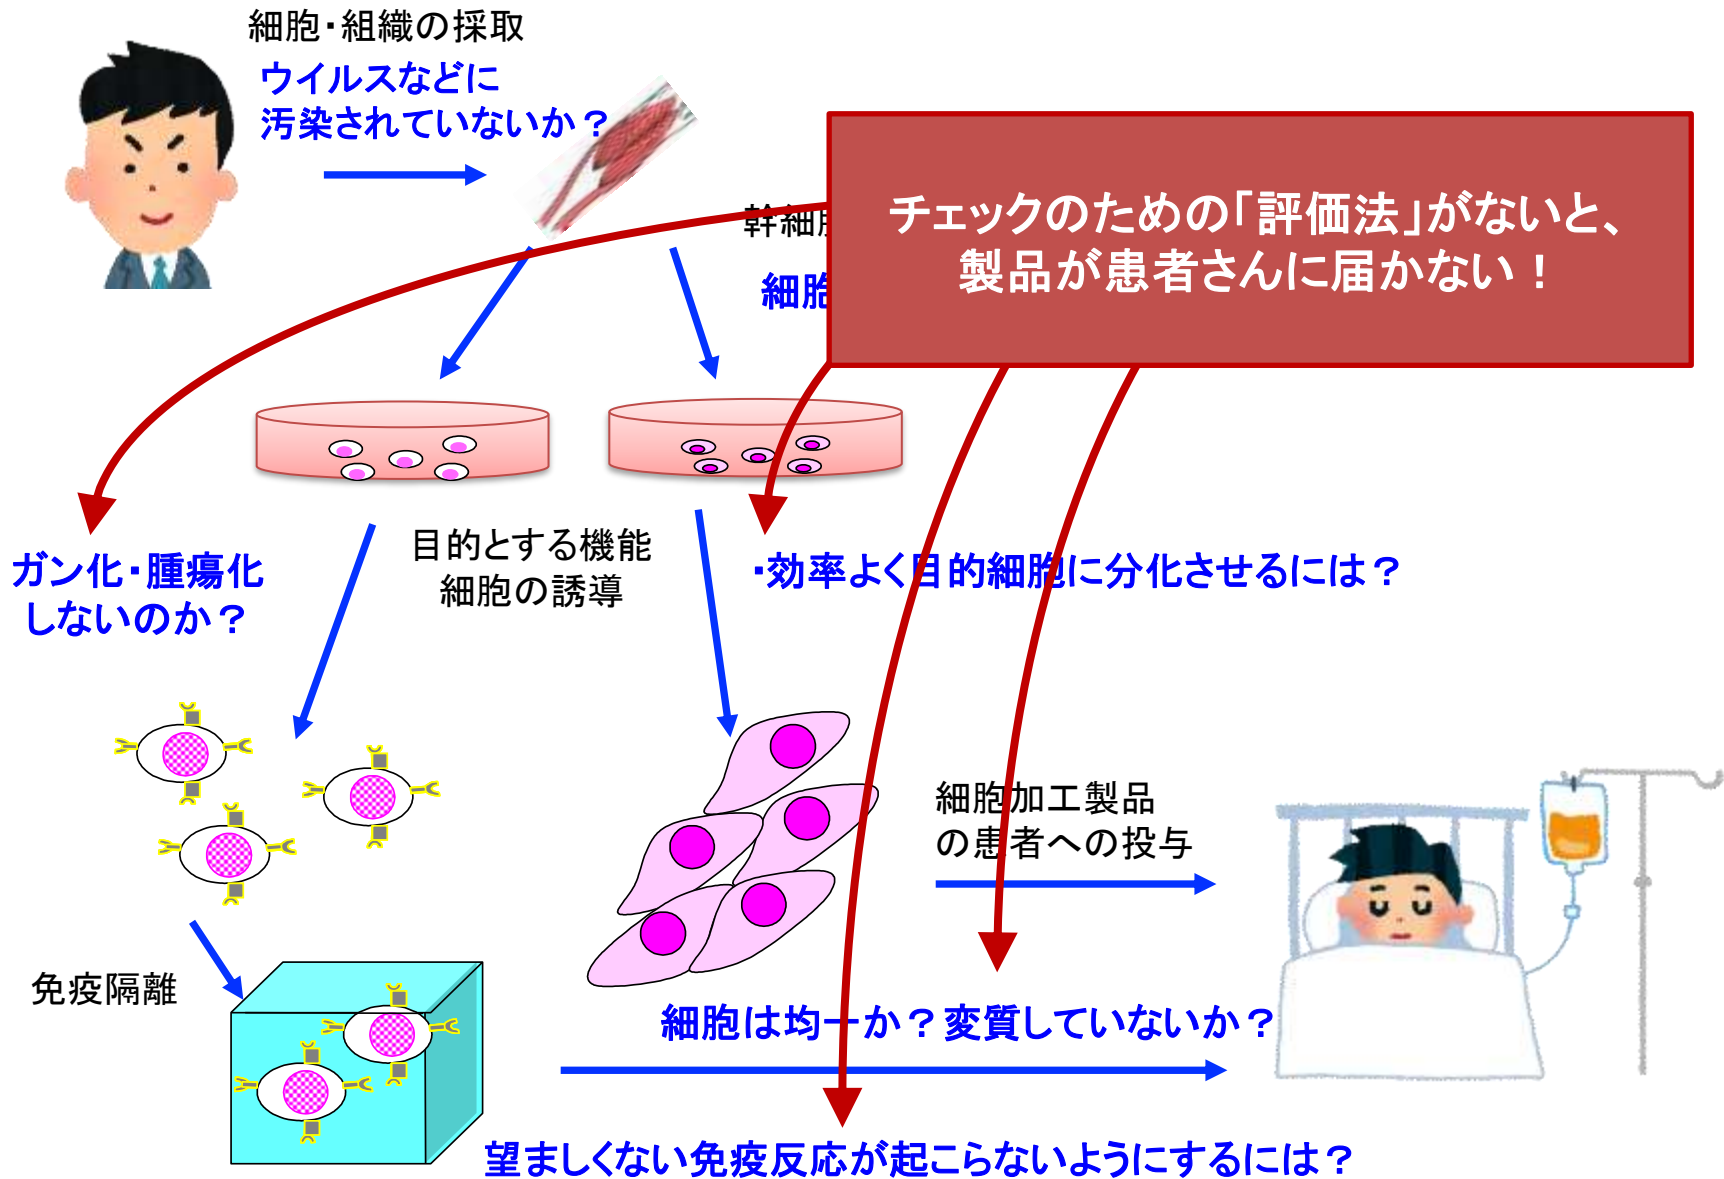 細胞・組織の採取
ウイルスなどに
汚染されていないか？
チェックのための「評価法」がないと、
製品が患者さんに届かない！
幹細胞
細胞
目的とする機能
細胞の誘導
ガン化・腫瘍化
しないのか？
・効率よく目的細胞に分化させるには？
細胞加工製品
の患者への投与
免疫隔離
細胞は均一か？変質していないか？
望ましくない免疫反応が起こらないようにするには？